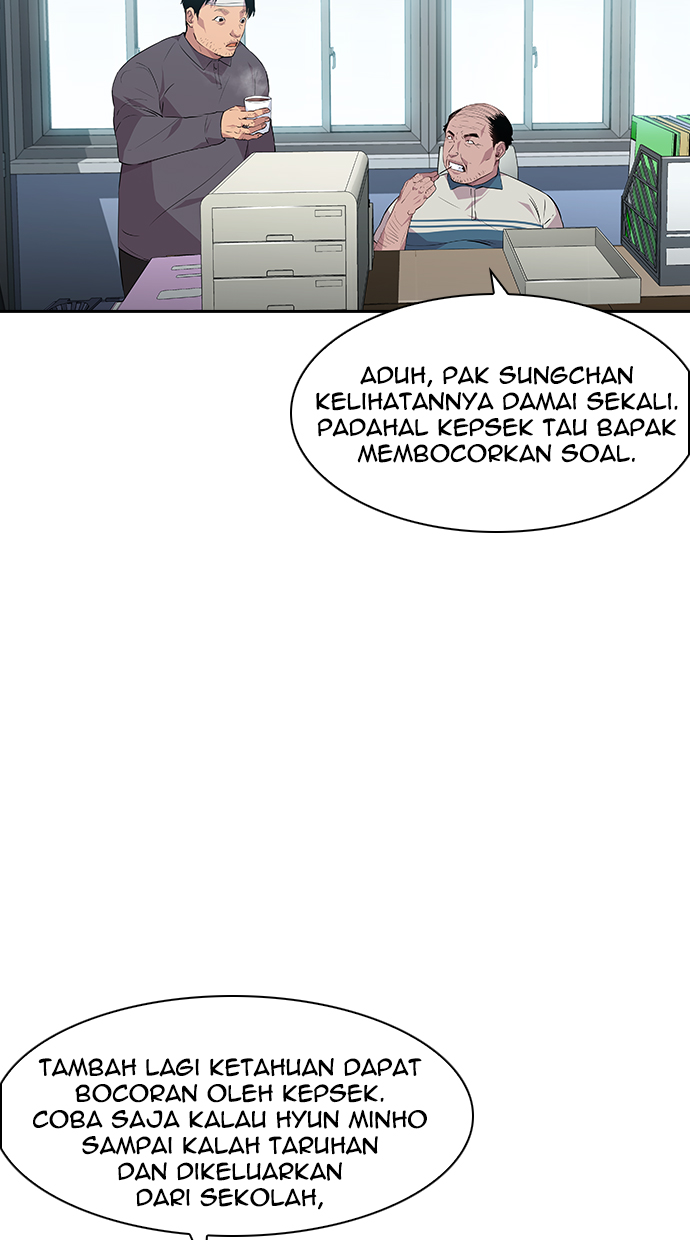 ADUH, PAK SUNGCHAN
KELIHATANNYA DAMAI SEKALI.
PADAHAL KEPSEK TAU BAPAK
MEMBOCORKAN SOAL.
TAMBAH LAGI KETAHUAN DAPAT
BOCORAN OLEH KEPSEK.
COBA SAJA KALAU HYUN MINHO
SAMPAI KALAH TARUHAN
DAN DIKELUARKAN
DARI SEKOLAH,